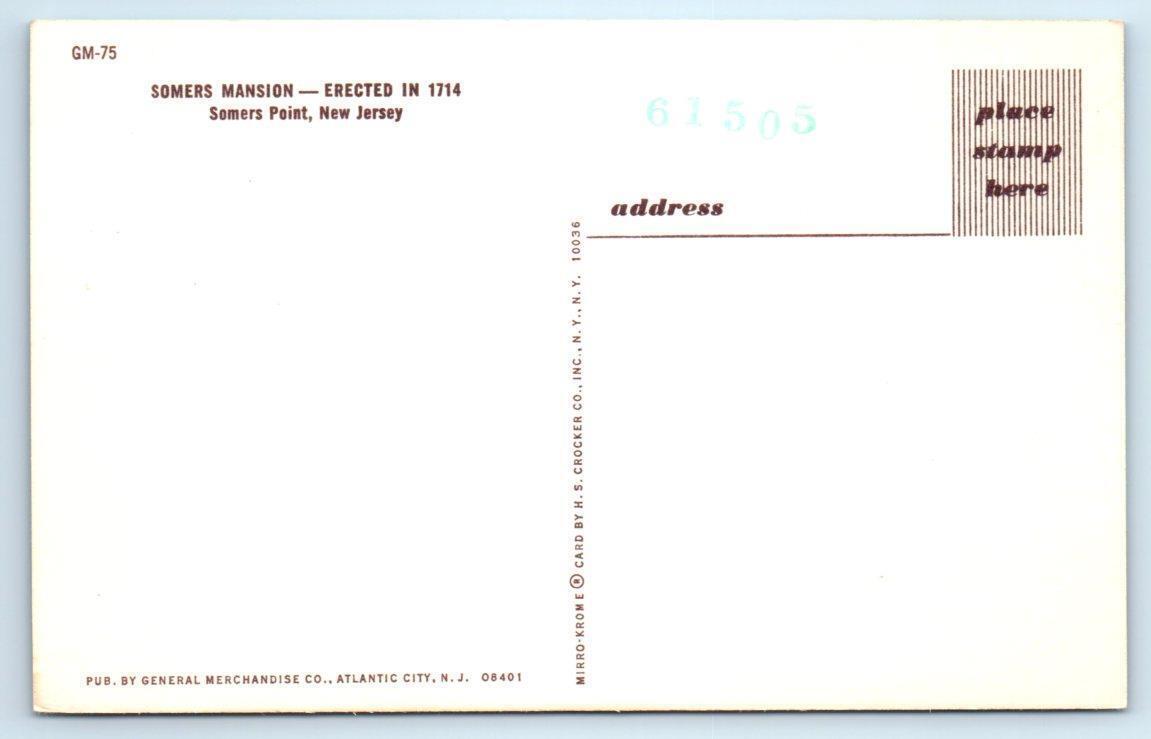 GM-75
SOMERS MANSION — ERECTED IN 1714
Somers Point, New Jersey
61505
place
stamp
here
address
MIRRO-KROME ® CARD BY H. S. CROCKER CO., INC., N. Y., N. Y. 10036
PUB. BY GENERAL MERCHANDISE CO., ATLANTIC CITY, N. J. 08401